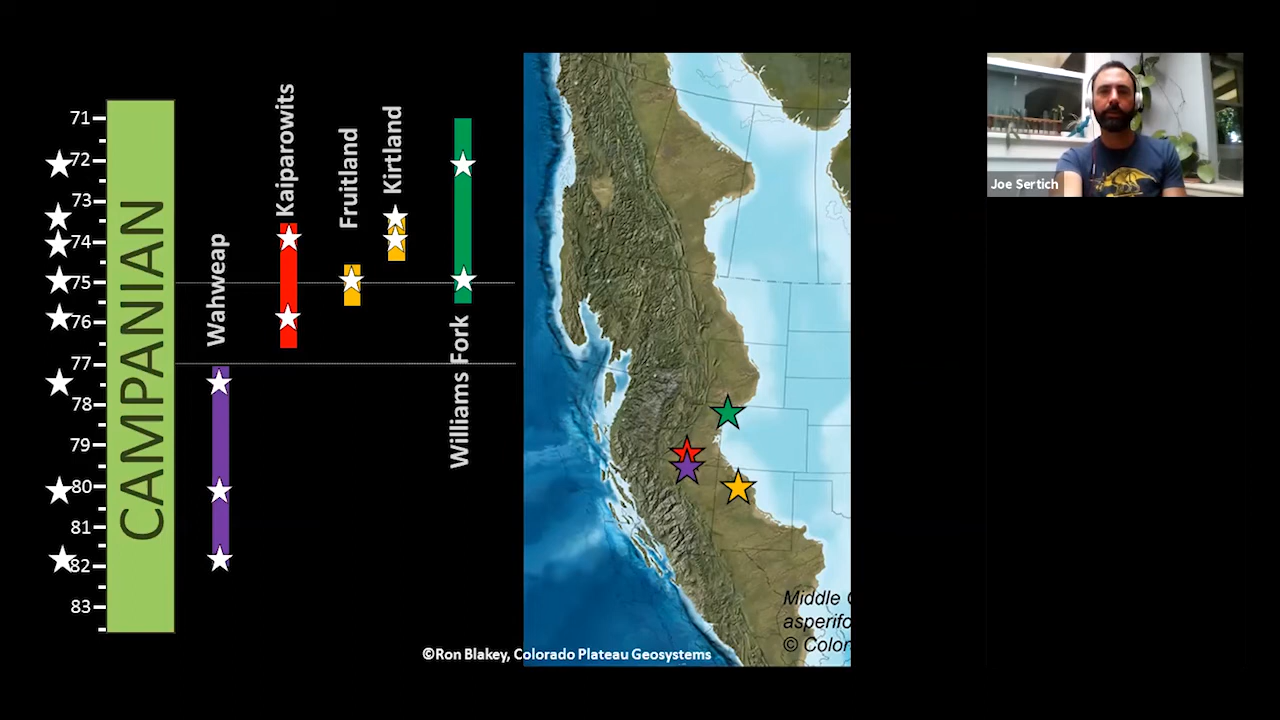 71
72
73
74
75
76
77
78
79
80
81
82
83
CAMPANIAN
Wahweap
Kaiparowits
Fruitland
Kirtland
Williams Fork
Middle
asperifo
© Color
©Ron Blakey, Colorado Plateau Geosystems
Joe Sertich